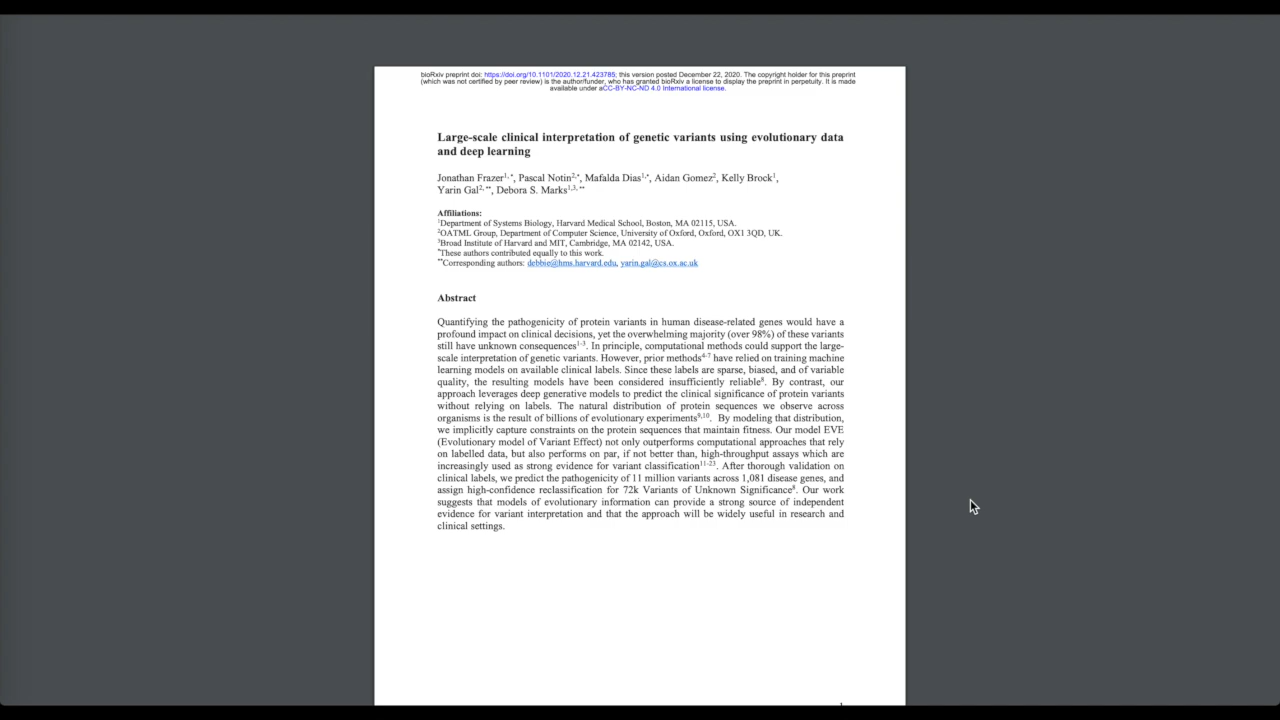 bioRxiv preprint doi: https://doi.org/10.1101/2020.12.21.423785; this version posted December 22, 2020. The copyright holder for this preprint
(which was not certified by peer review) is the author/funder, who has granted bioRxiv a license to display the preprint in perpetuity. It is made
available under aCC-BY-NC-ND 4.0 International license.
Large-scale clinical interpretation of genetic variants using evolutionary data
and deep learning
Jonathan Frazer1,*, Pascal Notin2,*, Mafalda Dias1,*, Aidan Gomez2, Kelly Brock1,
Yarin Gal2,**, Debora S. Marks1,3,**
Affiliations:
1Department of Systems Biology, Harvard Medical School, Boston, MA 02115, USA.
2OATML Group, Department of Computer Science, University of Oxford, Oxford, OX1 3QD, UK.
3Broad Institute of Harvard and MIT, Cambridge, MA 02142, USA.
*These authors contributed equally to this work.
**Corresponding authors: debbie@hms.harvard.edu, yarin.gal@cs.ox.ac.uk
Abstract
Quantifying the pathogenicity of protein variants in human disease-related genes would have a
profound impact on clinical decisions, yet the overwhelming majority (over 98%) of these variants
still have unknown consequences1-3. In principle, computational methods could support the large-
scale interpretation of genetic variants. However, prior methods4-7 have relied on training machine
learning models on available clinical labels. Since these labels are sparse, biased, and of variable
quality, the resulting models have been considered insufficiently reliable8. By contrast, our
approach leverages deep generative models to predict the clinical significance of protein variants
without relying on labels. The natural distribution of protein sequences we observe across
organisms is the result of billions of evolutionary experiments9,10. By modeling that distribution,
we implicitly capture constraints on the protein sequences that maintain fitness. Our model EVE
(Evolutionary model of Variant Effect) not only outperforms computational approaches that rely
on labelled data, but also performs on par, if not better than, high-throughput assays which are
increasingly used as strong evidence for variant classification11-23. After thorough validation on
clinical labels, we predict the pathogenicity of 11 million variants across 1,081 disease genes, and
assign high-confidence reclassification for 72k Variants of Unknown Significance8. Our work
suggests that models of evolutionary information can provide a strong source of independent
evidence for variant interpretation and that the approach will be widely useful in research and
clinical settings.